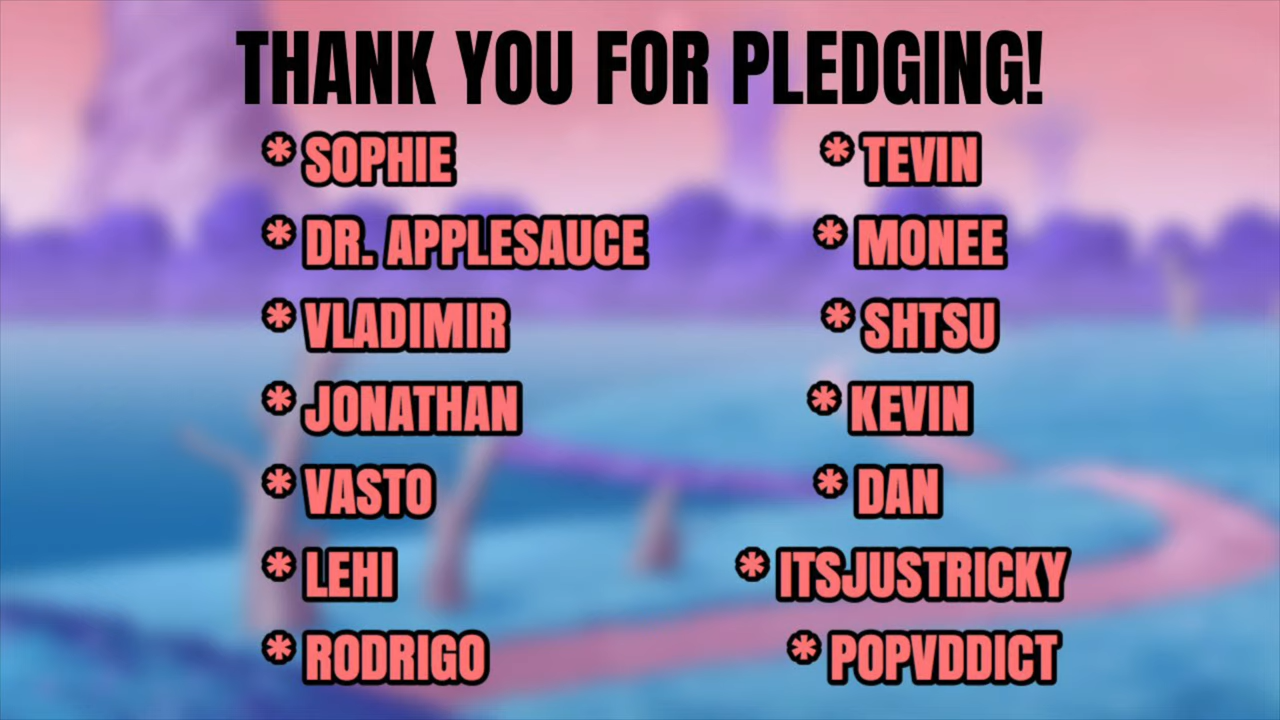 THANK YOU FOR PLEDGING!
* SOPHIE
* DR. APPLESAUCE
* VLADIMIR
* JONATHAN
* VASTO
* LEHI
* RODRIGO
* TEVIN
* MONEE
* SHTSU
* KEVIN
* DAN
* ITSJUSTRICKY
* POPVDDICT